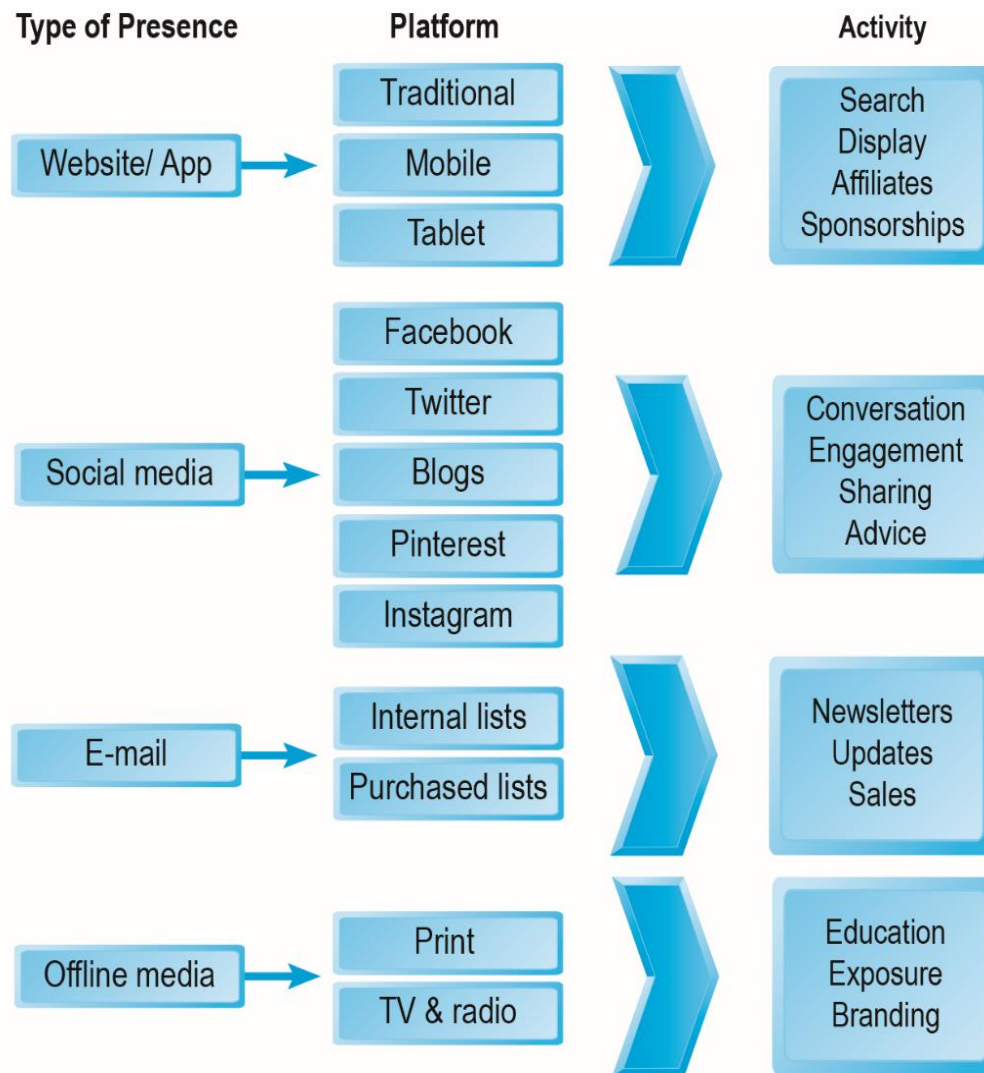 Type of Presence
Platform
Activity
Website/ App
Traditional
Mobile
Tablet
Search
Display
Affiliates
Sponsorships
Social media
Facebook
Twitter
Blogs
Pinterest
Instagram
Conversation
Engagement
Sharing
Advice
E-mail
Internal lists
Purchased lists
Newsletters
Updates
Sales
Offline media
Print
TV & radio
Education
Exposure
Branding